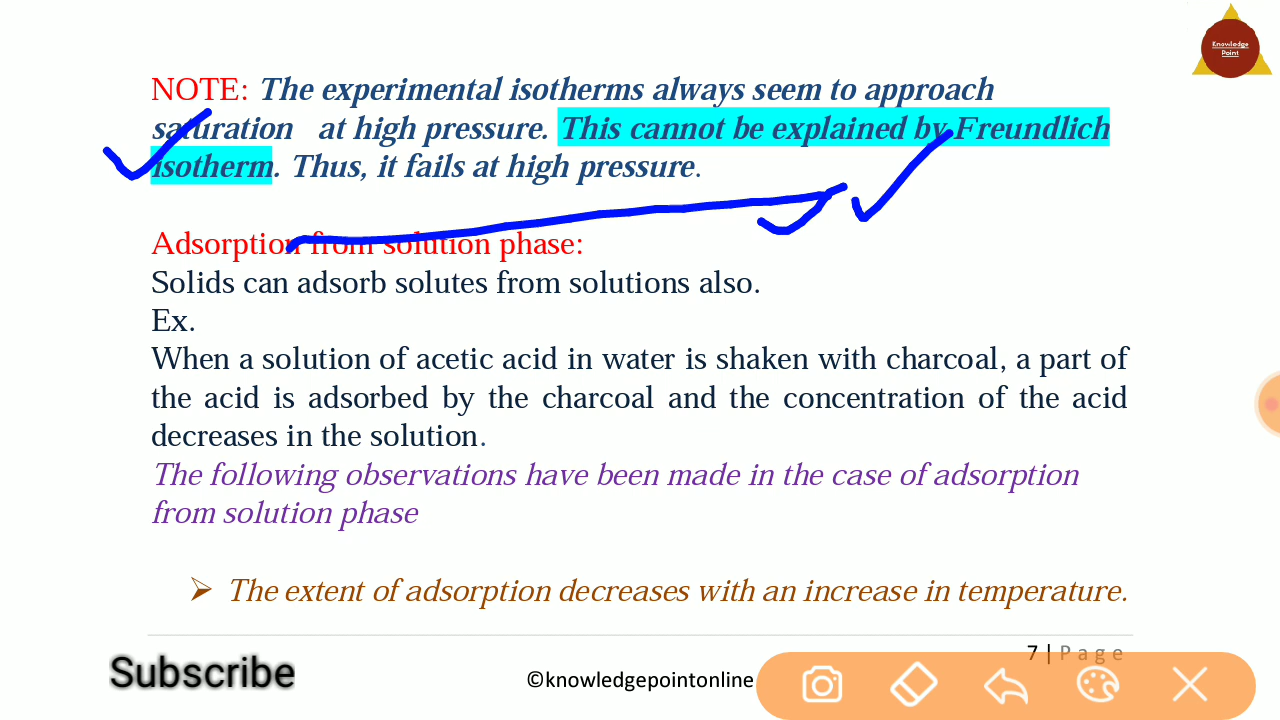 Knowledge
Point
NOTE: The experimental isotherms always seem to approach
saturation at high pressure. This cannot be explained by Freundlich
isotherm. Thus, it fails at high pressure.
Adsorption from solution phase:
Solids can adsorb solutes from solutions also.
Ex.
When a solution of acetic acid in water is shaken with charcoal, a part of
the acid is adsorbed by the charcoal and the concentration of the acid
decreases in the solution.
The following observations have been made in the case of adsorption
from solution phase
➢ The extent of adsorption decreases with an increase in temperature.
7 | Page
Subscribe
©knowledgepointonline